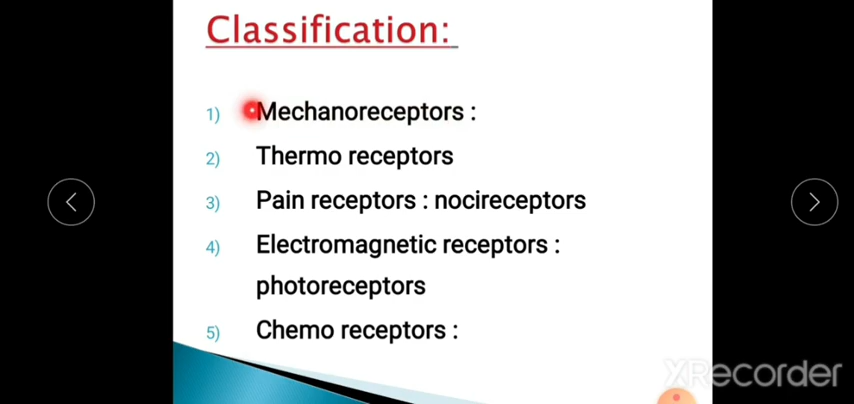 Classification:
1) Mechanoreceptors :
2) Thermo receptors
3) Pain receptors : nocireceptors
4) Electromagnetic receptors :
photoreceptors
5) Chemo receptors :
XRecorder